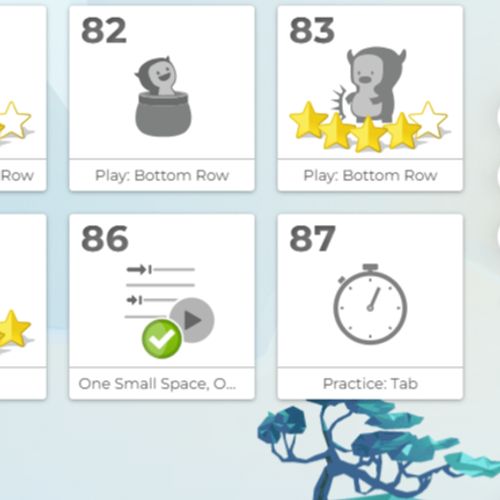 82
83
Row
Play: Bottom Row
Play: Bottom Row
86
87
One Small Space, O...
Practice: Tab